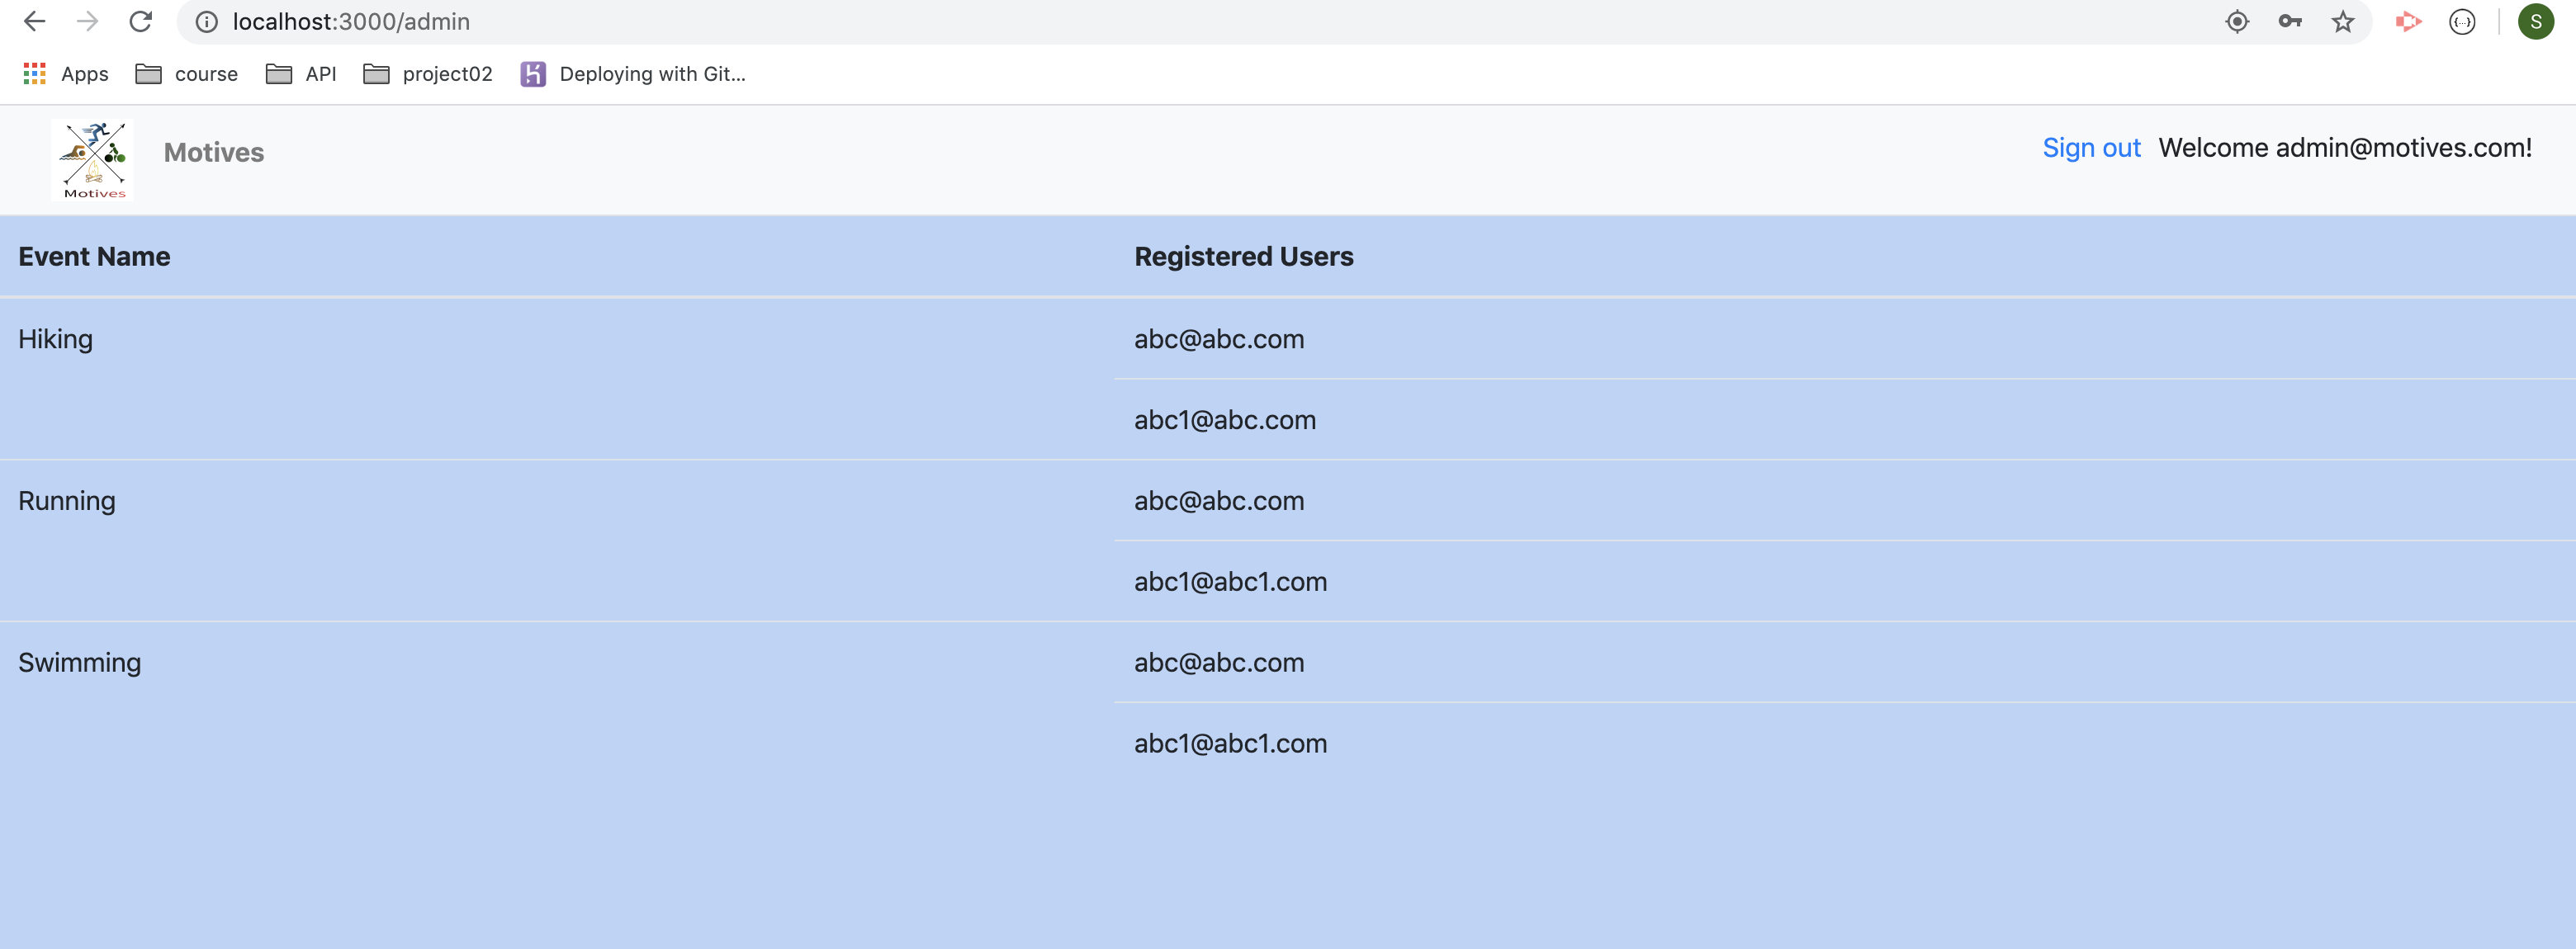 localhost:3000/admin
S
Apps course API project02 Deploying with Git...
Motives
Motives
Sign out Welcome admin@motives.com!
Event Name Registered Users
Hiking abc@abc.com
abc1@abc.com
Running abc@abc.com
abc1@abc1.com
Swimming abc@abc.com
abc1@abc1.com